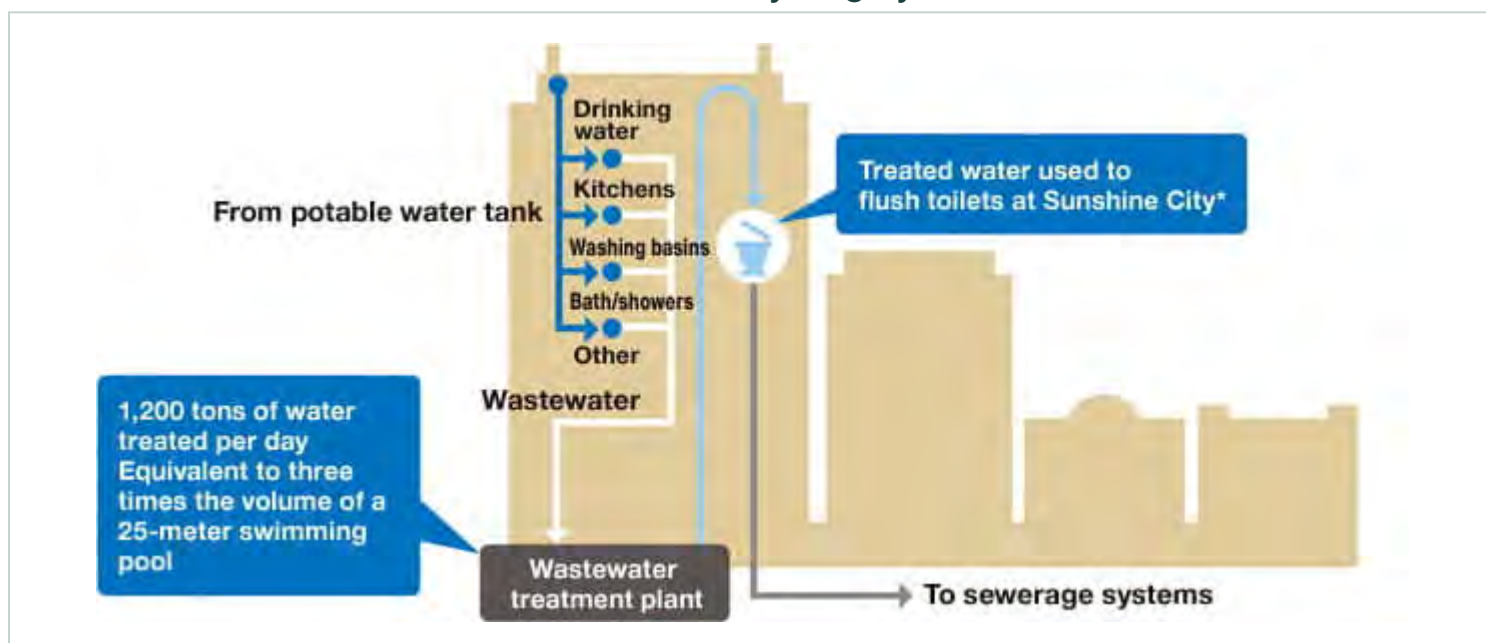 Drinking
water
Kitchens
From potable water tank
Washing basins
Bath/showers
Other
Wastewater
Treated water used to
flush toilets at Sunshine City*
1,200 tons of water
treated per day
Equivalent to three
times the volume of a
25-meter swimming
pool
Wastewater
treatment plant
To sewerage systems